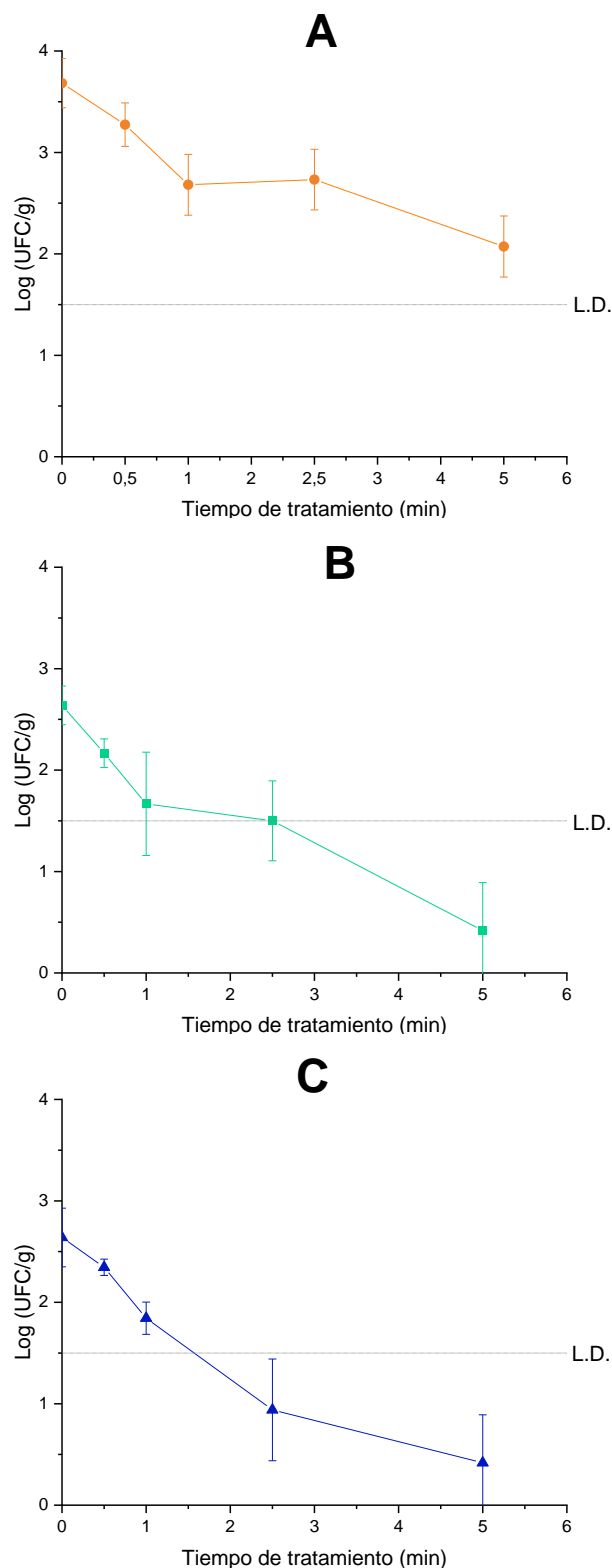 A
4
3
2
1
0
Log (UFC/g)
L.D.
0 0,5 1 2 2,5 3 4 5 6
Tiempo de tratamiento (min)
B
4
3
2
1
0
Log (UFC/g)
L.D.
0 1 2 3 4 5 6
Tiempo de tratamiento (min)
C
4
3
2
1
0
Log (UFC/g)
L.D.
0 1 2 3 4 5 6
Tiempo de tratamiento (min)